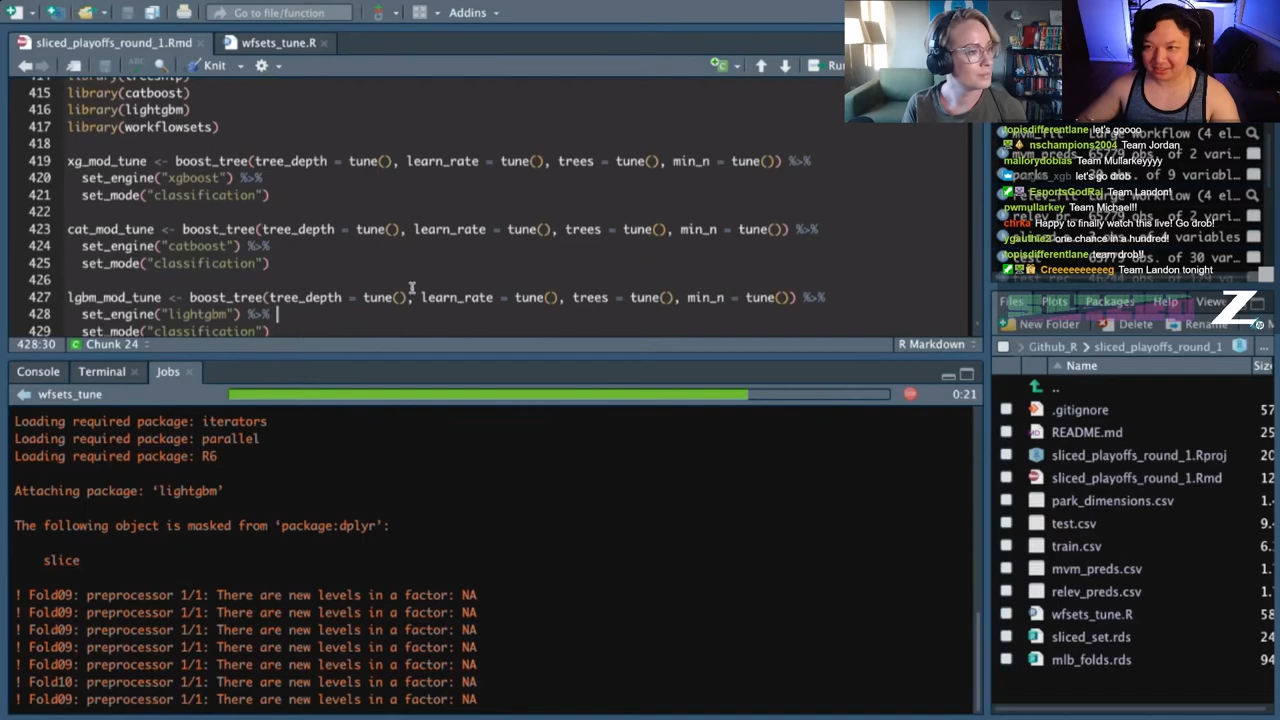 Go to file/function
Addins
sliced_playoffs_round_1.Rmd
wfsets_tune.R
ABC
Knit
415 library(catboost)
416 library(lightgbm)
417 library(workflowsets)
418
419 xg_mod_tune <- boost_tree(tree_depth = tune(), learn_rate = tune(), trees = tune(), min_n = tune()) %>%
420 set_engine("xgboost") %>%
421 set_mode("classification")
422
423 cat_mod_tune <- boost_tree(tree_depth = tune(), learn_rate = tune(), trees = tune(), min_n = tune()) %>%
424 set_engine("catboost") %>%
425 set_mode("classification")
426
427 lgbm_mod_tune <- boost_tree(tree_depth = tune(), learn_rate = tune(), trees = tune(), min_n = tune()) %>%
428 set_engine("lightgbm") %>%
429 set_mode("classification")
428:30 Chunk 24 R Markdown
Console Terminal Jobs
wfsets_tune 0:21
Loading required package: iterators
Loading required package: parallel
Loading required package: R6
Attaching package: ‘lightgbm’
The following object is masked from ‘package:dplyr’:
slice
! Fold09: preprocessor 1/1: There are new levels in a factor: NA
! Fold09: preprocessor 1/1: There are new levels in a factor: NA
! Fold09: preprocessor 1/1: There are new levels in a factor: NA
! Fold09: preprocessor 1/1: There are new levels in a factor: NA
! Fold09: preprocessor 1/1: There are new levels in a factor: NA
! Fold10: preprocessor 1/1: There are new levels in a factor: NA
! Fold09: preprocessor 1/1: There are new levels in a factor: NA
topisdifferentlane let's goooo
nschampions2004 Team Jordan
mallorydobias Team Mullarkeyyyy
let's go drob
EsportsGodRaj Team Landon!
pwmullarkey Team Michael!!
chrka Happy to finally watch this live! Go drob!
ygauthie2 one chance in a hundred!
topisdifferentlane team drob!!
Creeeeeeeeeg Team Landon tonight
Files Plots Packages Help Viewe
New Folder Delete Rename
Github_R sliced_playoffs_round_1
Name
..
.gitignore
README.md
sliced_playoffs_round_1.Rproj
sliced_playoffs_round_1.Rmd
park_dimensions.csv
test.csv
train.csv
mvm_preds.csv
relev_preds.csv
wfsets_tune.R
sliced_set.rds
mlb_folds.rds